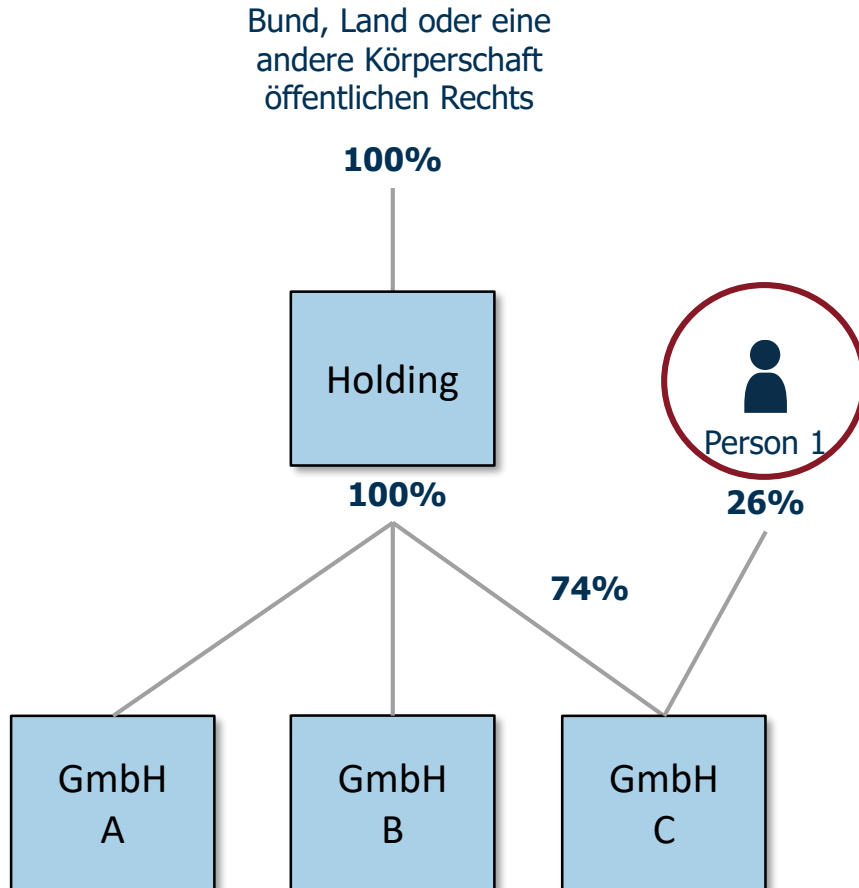 Bund, Land oder eine
andere Körperschaft
öffentlichen Rechts
100%
Holding
Person 1
100%
26%
74%
GmbH
A
GmbH
B
GmbH
C